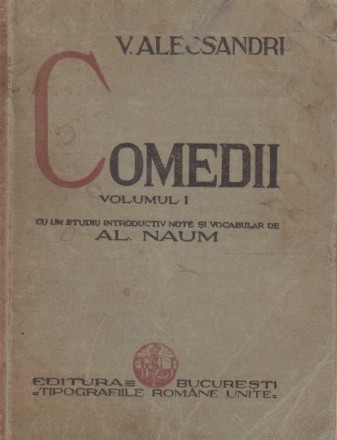 V. ALECSANDRI
COMEDII
VOLUMUL I
CU UN STUDIU INTRODUCTIV NOTE ȘI VOCABULAR DE
AL. NAUM
EDITURA BUCUREȘTI
"TIPOGRAFIILE ROMÂNE UNITE"